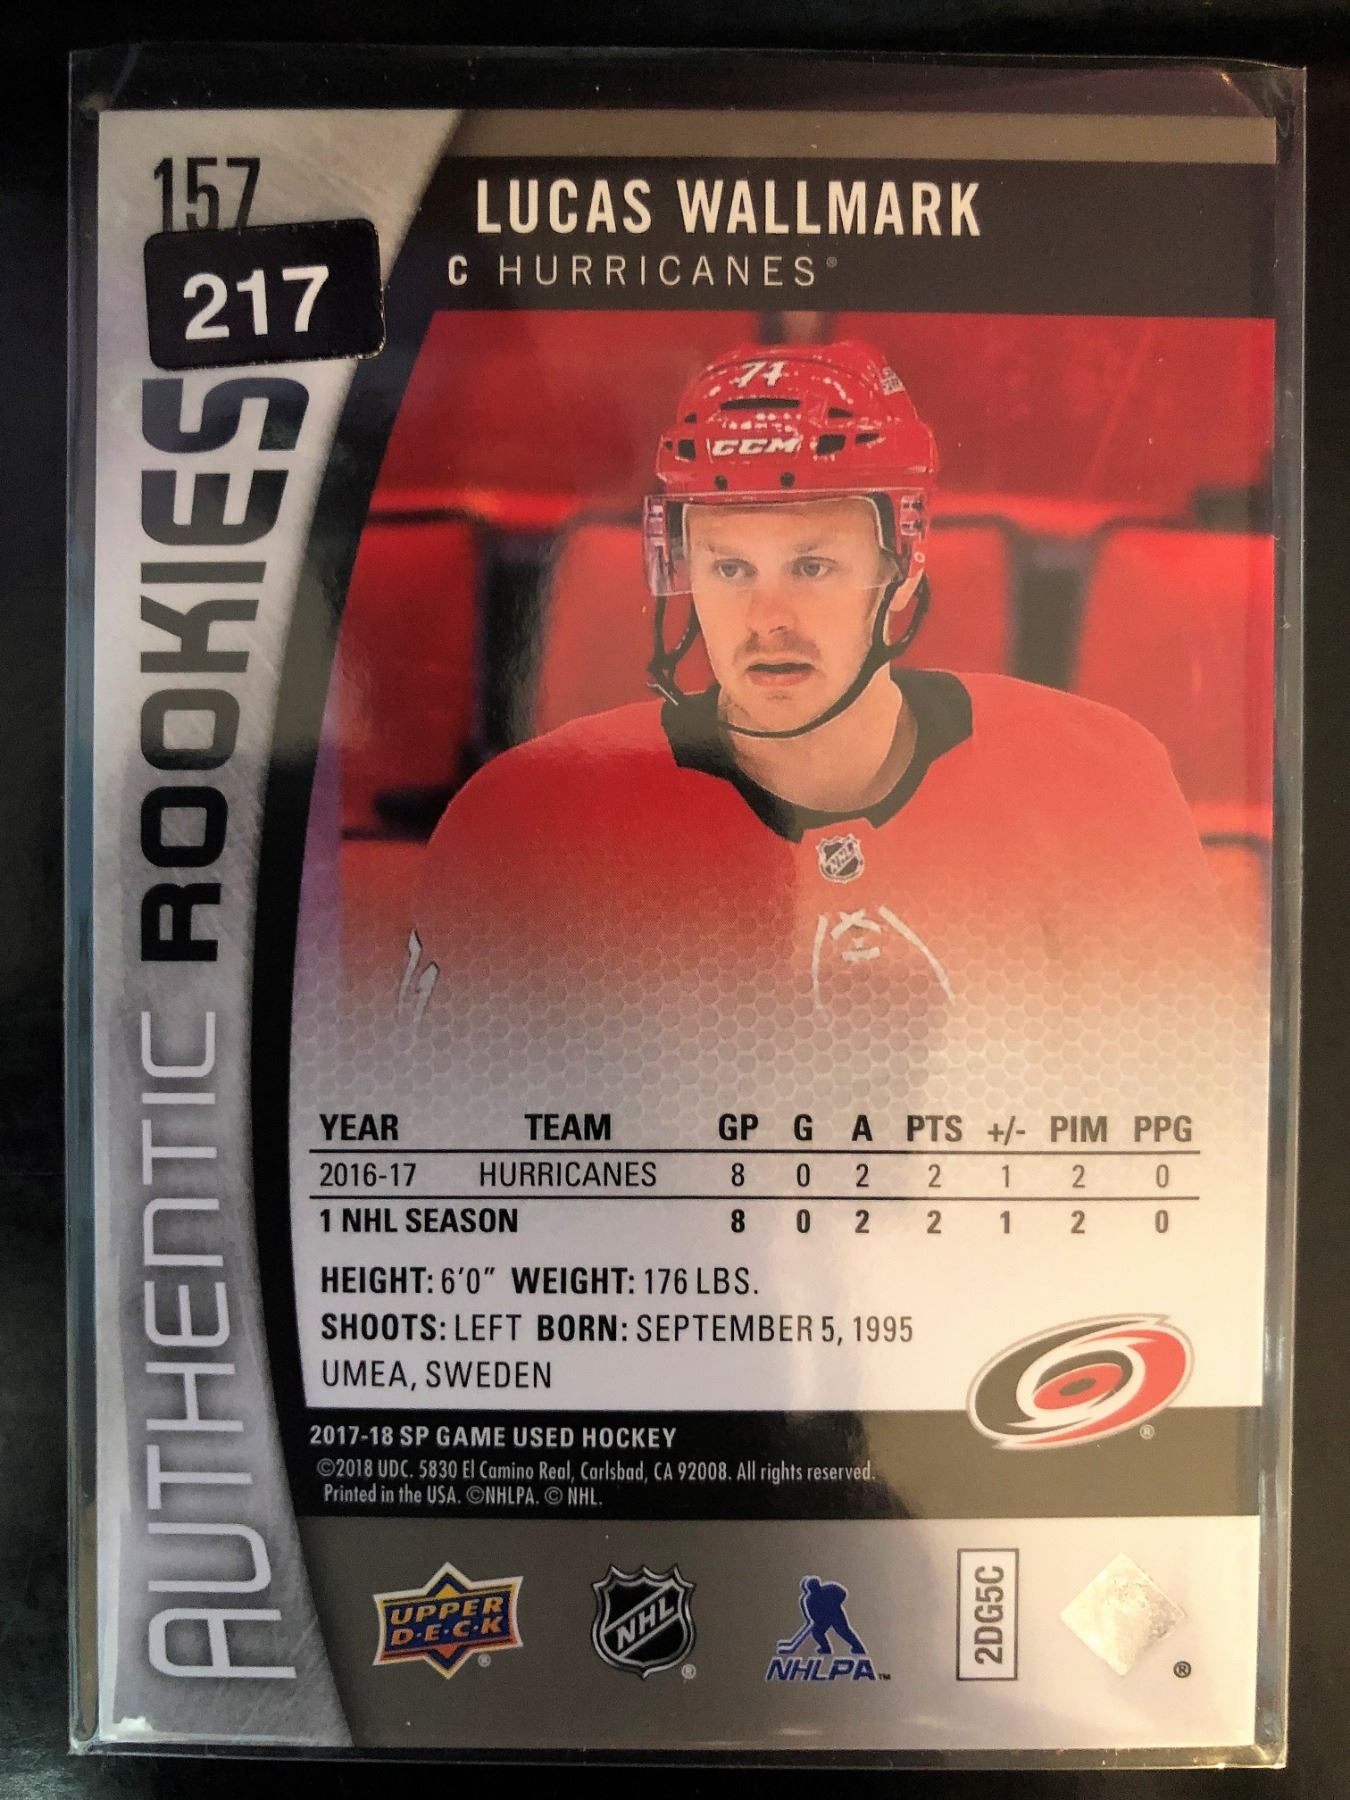 157
217
LUCAS WALLMARK
C HURRICANES®
AUTHENTIC ROOKIES
71
CCM
NHL
YEAR TEAM GP G A PTS +/- PIM PPG
2016-17 HURRICANES 8 0 2 2 1 2 0
1 NHL SEASON 8 0 2 2 1 2 0
HEIGHT: 6'0" WEIGHT: 176 LBS.
SHOOTS: LEFT BORN: SEPTEMBER 5, 1995
UMEA, SWEDEN
®
2017-18 SP GAME USED HOCKEY
©2018 UDC. 5830 El Camino Real, Carlsbad, CA 92008. All rights reserved.
Printed in the USA. ©NHLPA. © NHL.
UPPER
D·E·C·K
®
NHL
®
NHLPA™
2DG5C
®